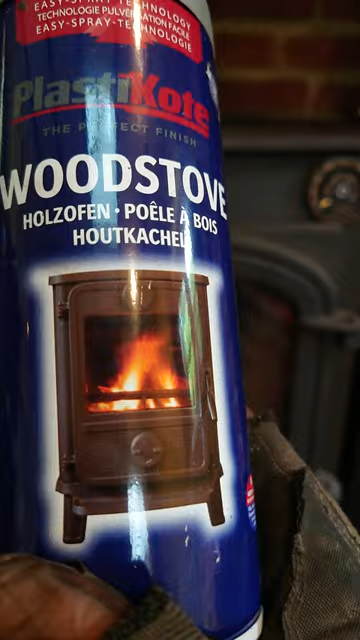 EASY-SPRAY TECHNOLOGY
TECHNOLOGIE PULVÉRISATION FACILE
EASY-SPRAY-TECHNOLOGIE
PlastiKote
THE PERFECT FINISH
WOODSTOVE
HOLZOFEN • POÊLE À BOIS
HOUTKACHEL